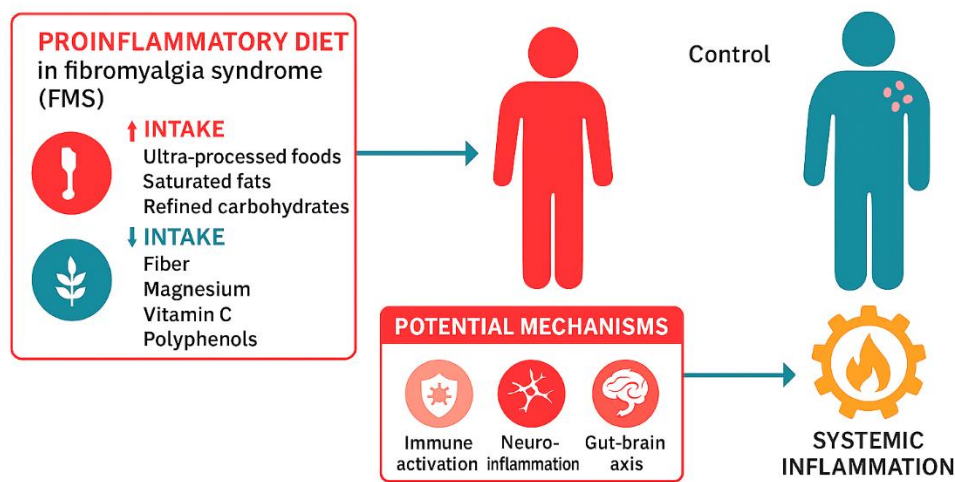 PROINFLAMMATORY DIET
in fibromyalgia syndrome
(FMS)
↑ INTAKE
Ultra-processed foods
Saturated fats
Refined carbohydrates
↓ INTAKE
Fiber
Magnesium
Vitamin C
Polyphenols
Control
POTENTIAL MECHANISMS
Immune
activation
Neuro-
inflammation
Gut-brain
axis
SYSTEMIC
INFLAMMATION